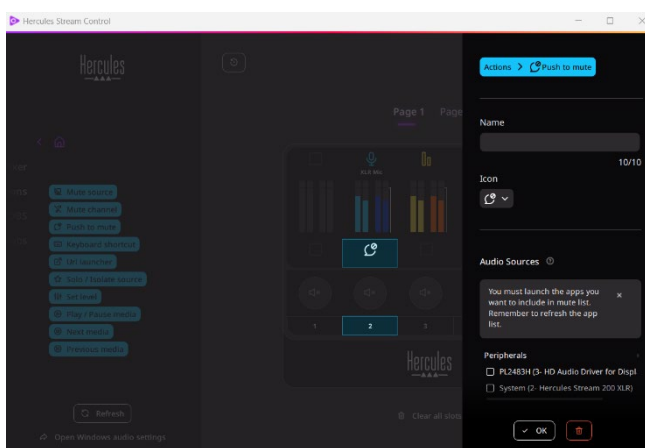 Hercules Stream Control
Hercules
Page 1 Page
XLR Mic
Mute source
Mute channel
Push to mute
Keyboard shortcut
Url launcher
Solo / Isolate source
Set level
Play / Pause media
Next media
Previous media
1 2 3
Hercules
Refresh
Open Windows audio settings
Clear all slots
Actions > Push to mute
Name
10/10
Icon
Audio Sources
You must launch the apps you
want to include in mute list.
Remember to refresh the app
list.
Peripherals
PL2483H (3- HD Audio Driver for Displ
System (2- Hercules Stream 200 XLR)
OK